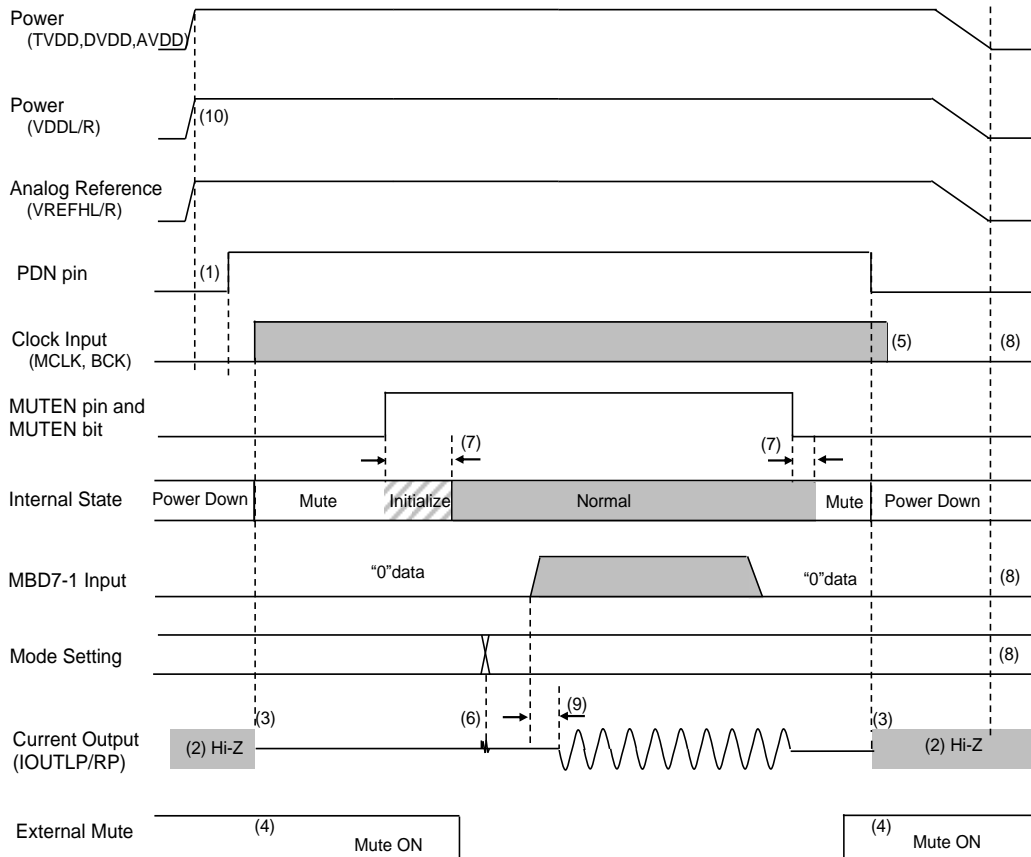 Power
(TVDD,DVDD,AVDD)
Power
(VDDL/R)
(10)
Analog Reference
(VREFHL/R)
PDN pin
(1)
Clock Input
(MCLK, BCK)
(5)
(8)
MUTEN pin and
MUTEN bit
(7)
(7)
Internal State
Power Down
Mute
Initialize
Normal
Mute
Power Down
MBD7-1 Input
“0”data
“0”data
(8)
Mode Setting
(8)
Current Output
(IOUTLP/RP)
(2) Hi-Z
(3)
(6)
(9)
(3)
(2) Hi-Z
External Mute
(4)
Mute ON
(4)
Mute ON